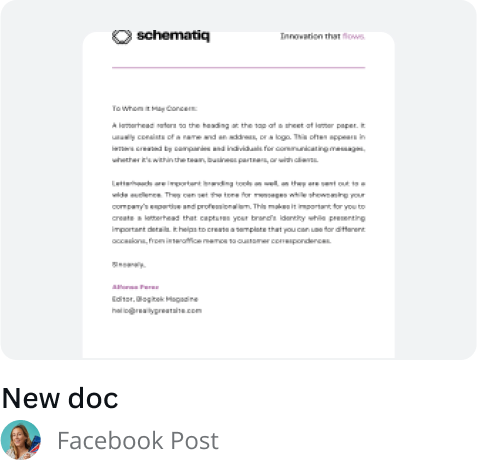 schematiq
Innovation that flows.
To Whom It May Concern:
A letterhead refers to the heading at the top of a sheet of letter paper. It
usually consists of a name and an address, or a logo. This often appears in
letters created by companies and individuals for communicating messages,
whether it's within the team, business partners, or with clients.
Letterheads are important branding tools as well, as they are sent out to a
wide audience. They can set the tone for messages while showcasing your
company's expertise and professionalism. This makes it important for you to
create a letterhead that captures your brand's identity while presenting
important details. It helps to create a template that you can use for different
occasions, from interoffice memos to customer correspondences.
Sincerely,
Alfonso Perez
Editor, Blogitek Magazine
hello@reallygreatsite.com
New doc
Facebook Post